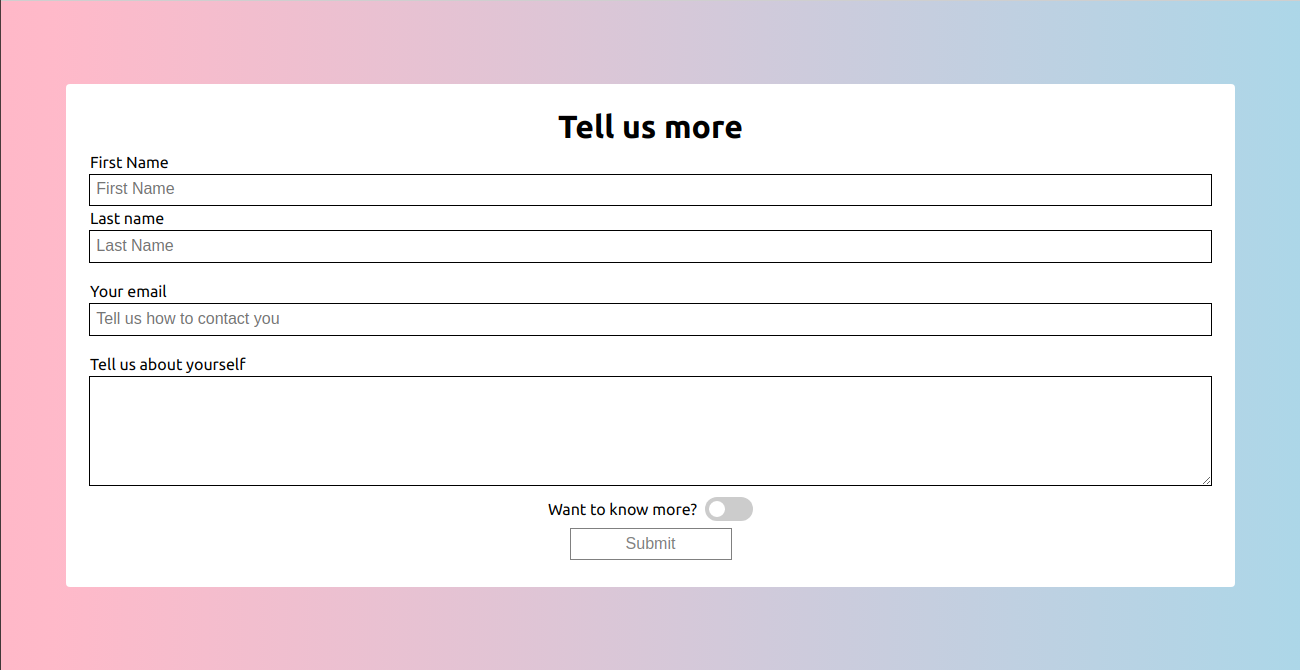 Tell us more
First Name
First Name
Last name
Last Name
Your email
Tell us how to contact you
Tell us about yourself
Want to know more?
Submit